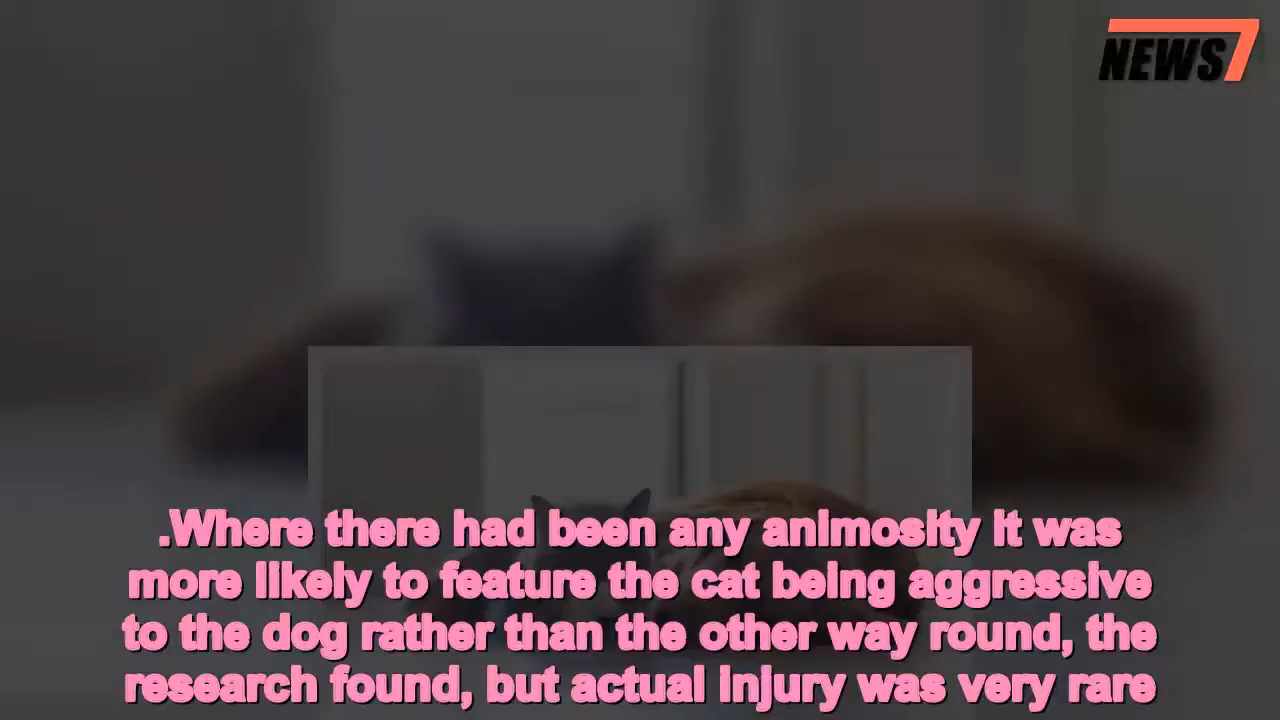 NEWS7
.Where there had been any animosity it was
more likely to feature the cat being aggressive
to the dog rather than the other way round, the
research found, but actual injury was very rare